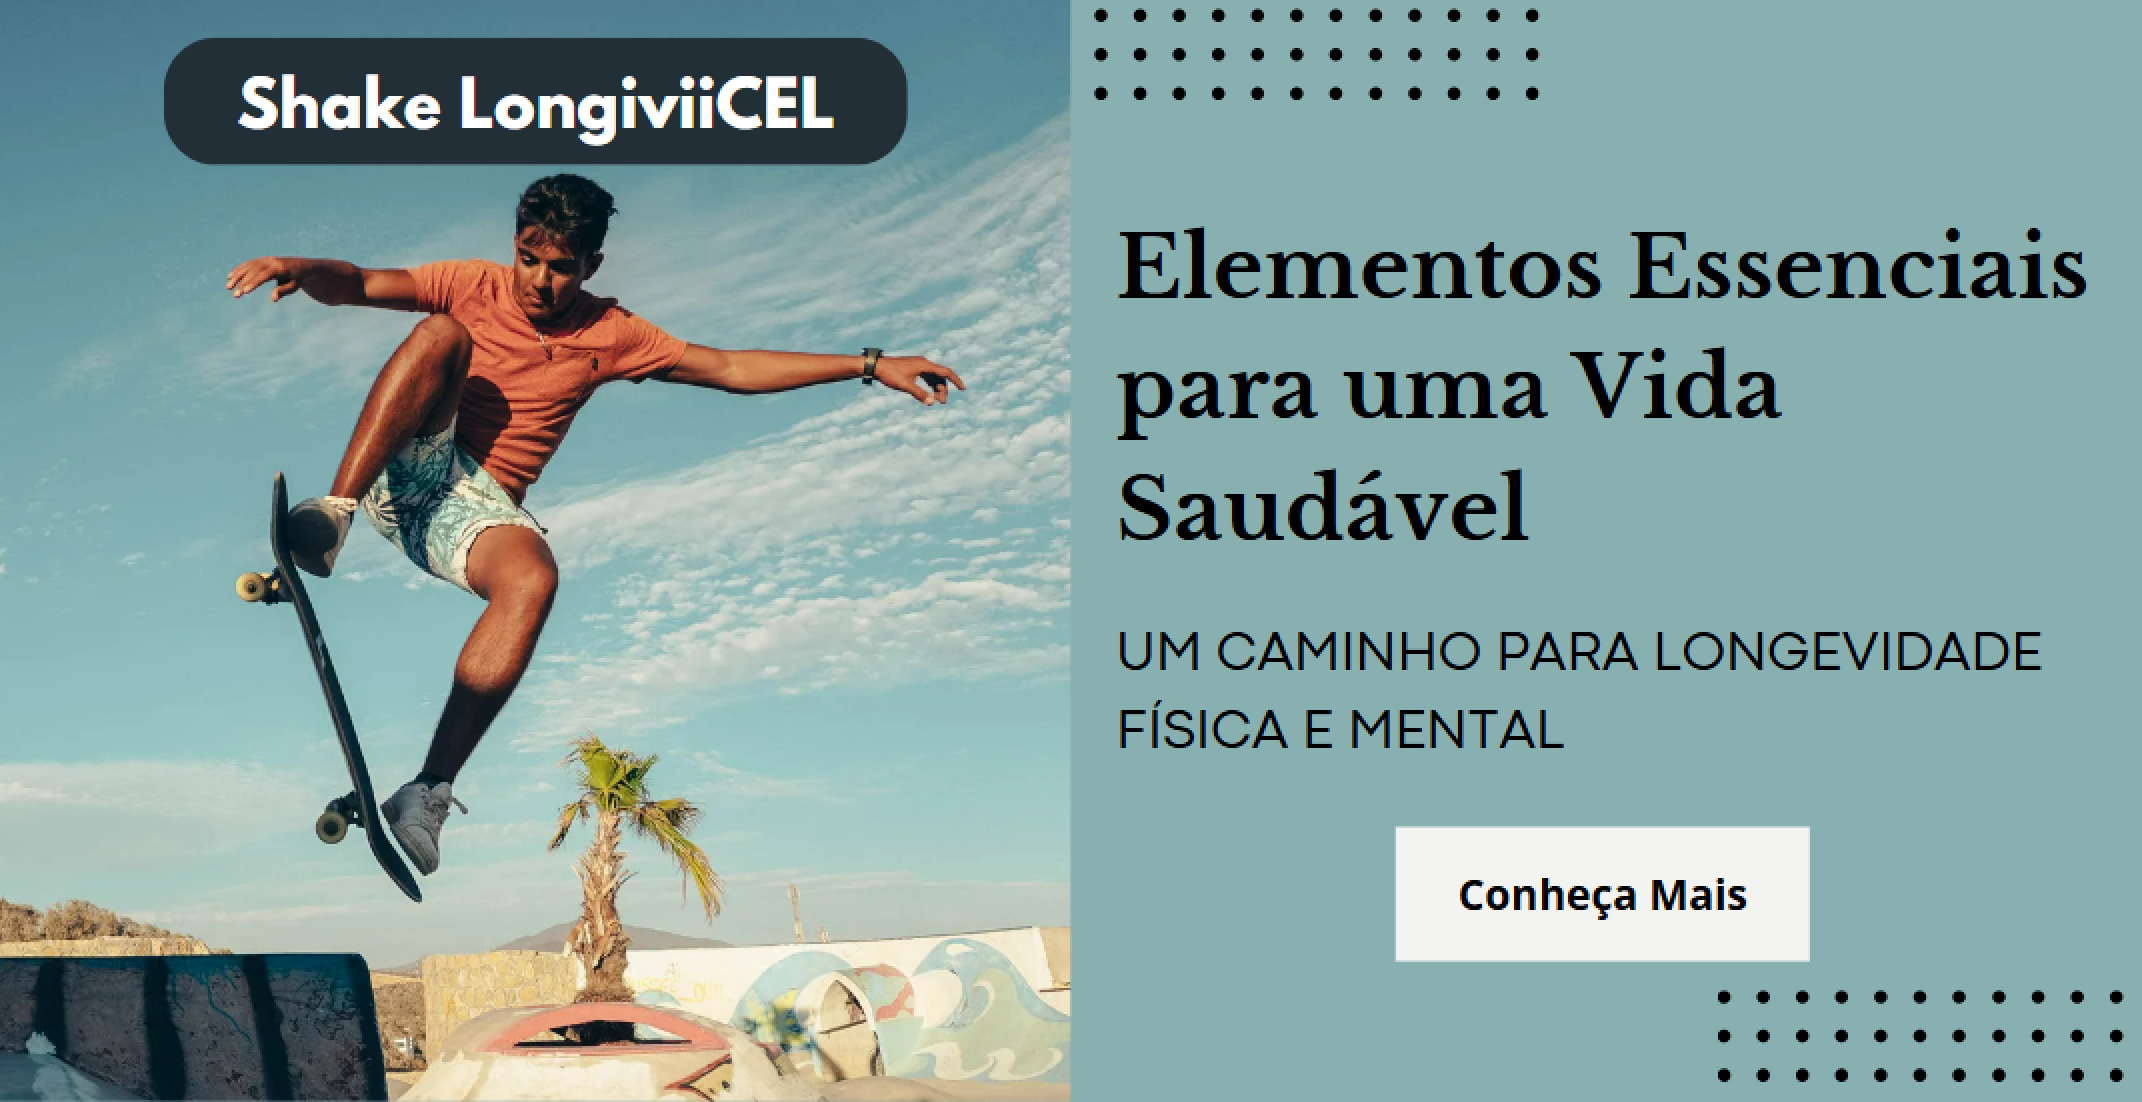 Shake LongiviiCEL
Elementos Essenciais
para uma Vida
Saudável
UM CAMINHO PARA LONGEVIDADE
FÍSICA E MENTAL
Conheça Mais